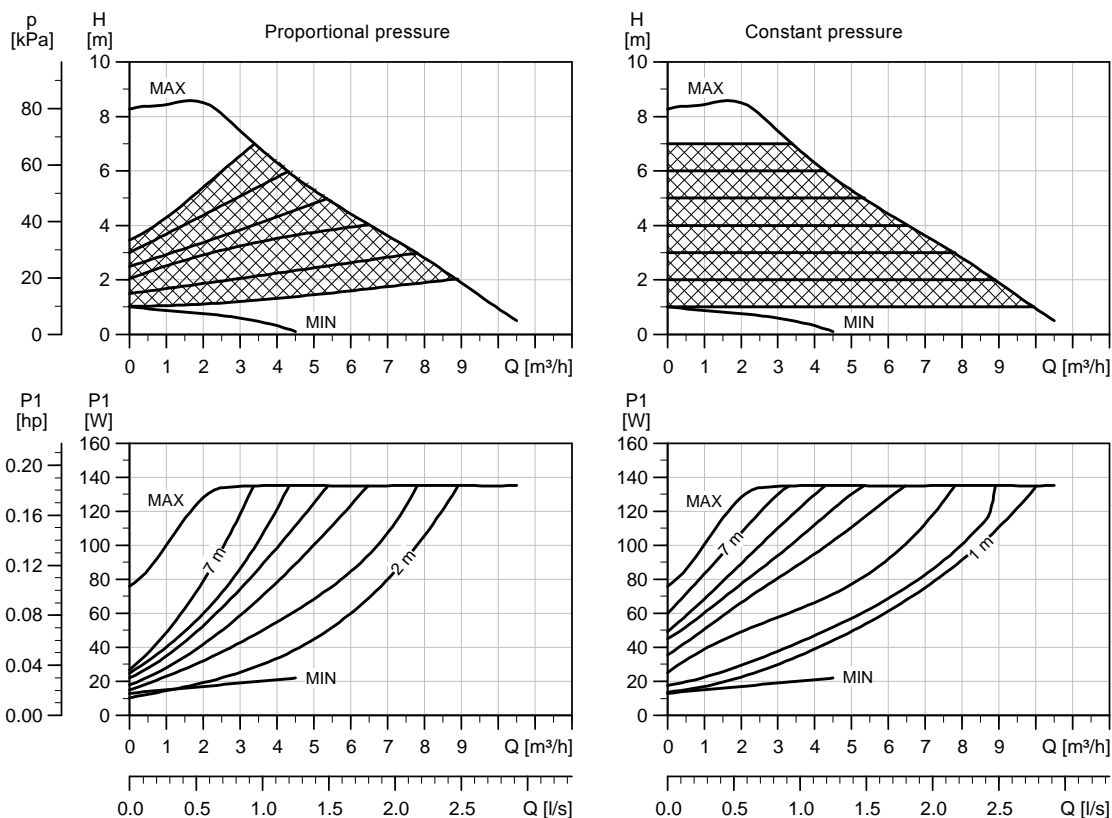 p
[kPa]
H
[m]
Proportional pressure
H
[m]
Constant pressure
10
8
6
4
2
0
80
60
40
20
0
MAX
MIN
0 1 2 3 4 5 6 7 8 9 Q [m³/h]
10
8
6
4
2
0
MAX
MIN
0 1 2 3 4 5 6 7 8 9 Q [m³/h]
P1
[hp]
P1
[W]
P1
[W]
0.20
0.16
0.12
0.08
0.04
0.00
160
140
120
100
80
60
40
20
0
MAX
7 m
2 m
MIN
0 1 2 3 4 5 6 7 8 9 Q [m³/h]
0.0 0.5 1.0 1.5 2.0 2.5 Q [l/s]
160
140
120
100
80
60
40
20
0
MAX
7 m
1 m
MIN
0 1 2 3 4 5 6 7 8 9 Q [m³/h]
0.0 0.5 1.0 1.5 2.0 2.5 Q [l/s]